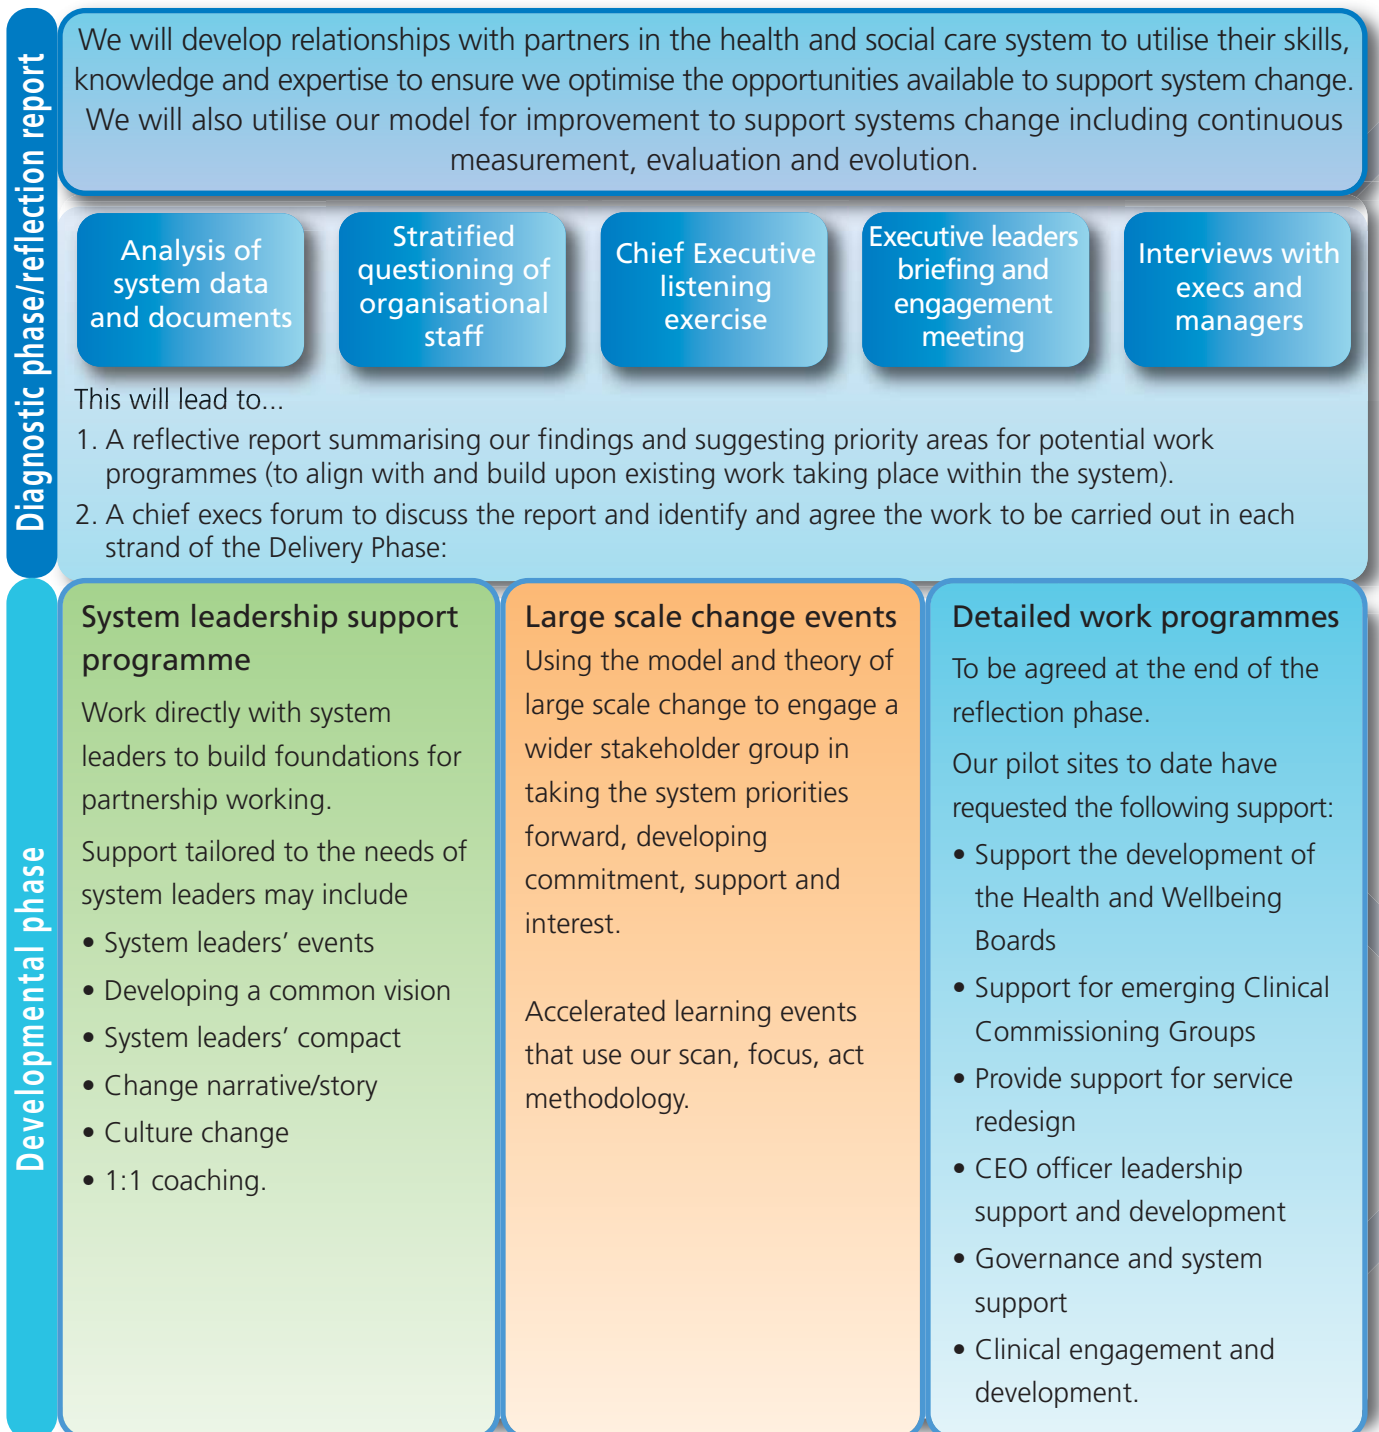 Diagnostic phase/reflection report
We will develop relationships with partners in the health and social care system to utilise their skills,
knowledge and expertise to ensure we optimise the opportunities available to support system change.
We will also utilise our model for improvement to support systems change including continuous
measurement, evaluation and evolution.
Analysis of
system data
and documents
Stratified
questioning of
organisational
staff
Chief Executive
listening
exercise
Executive leaders
briefing and
engagement
meeting
Interviews with
execs and
managers
This will lead to...
1. A reflective report summarising our findings and suggesting priority areas for potential work
programmes (to align with and build upon existing work taking place within the system).
2. A chief execs forum to discuss the report and identify and agree the work to be carried out in each
strand of the Delivery Phase:
Developmental phase
System leadership support
programme
Work directly with system
leaders to build foundations for
partnership working.
Support tailored to the needs of
system leaders may include
• System leaders’ events
• Developing a common vision
• System leaders’ compact
• Change narrative/story
• Culture change
• 1:1 coaching.
Large scale change events
Using the model and theory of
large scale change to engage a
wider stakeholder group in
taking the system priorities
forward, developing
commitment, support and
interest.
Accelerated learning events
that use our scan, focus, act
methodology.
Detailed work programmes
To be agreed at the end of the
reflection phase.
Our pilot sites to date have
requested the following support:
• Support the development of
the Health and Wellbeing
Boards
• Support for emerging Clinical
Commissioning Groups
• Provide support for service
redesign
• CEO officer leadership
support and development
• Governance and system
support
• Clinical engagement and
development.